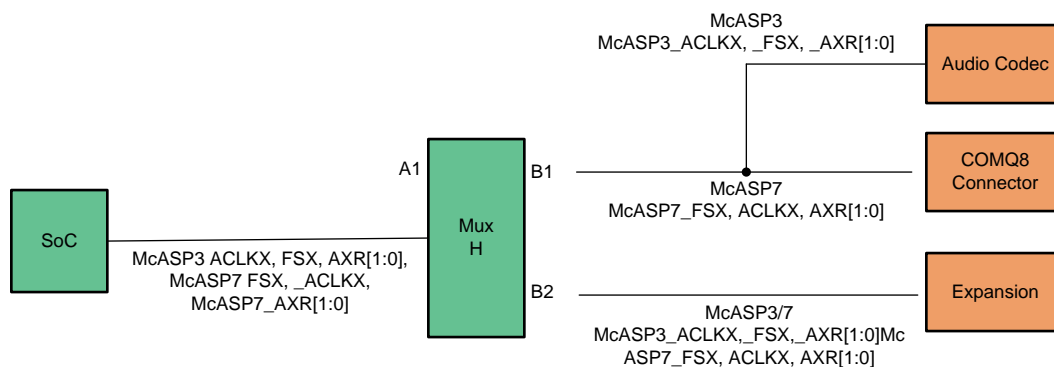 McASP3
McASP3_ACLKX, _FSX, _AXR[1:0]
Audio Codec
A1
B1
COMQ8
Connector
McASP7
McASP7_FSX, ACLKX, AXR[1:0]
SoC
Mux
H
McASP3 ACLKX, FSX, AXR[1:0],
McASP7 FSX, _ACLKX,
McASP7_AXR[1:0]
B2
Expansion
McASP3/7
McASP3_ACLKX,_FSX,_AXR[1:0]Mc
ASP7_FSX, ACLKX, AXR[1:0]